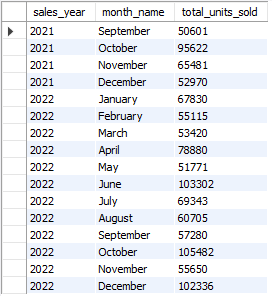 sales_year month_name total_units_sold
2021 September 50601
2021 October 95622
2021 November 65481
2021 December 52970
2022 January 67830
2022 February 55115
2022 March 53420
2022 April 78880
2022 May 51771
2022 June 103302
2022 July 69343
2022 August 60705
2022 September 57280
2022 October 105482
2022 November 55650
2022 December 102336